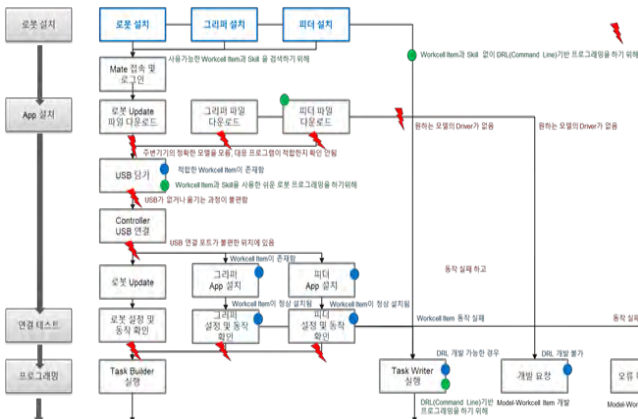 로봇 설치
로봇 설치
그리퍼 설치
피더 설치
사용가능한 Workcell Item과 Skill 을 검색하기 위해
Workcell Item과 Skill 없이 DRL(Command Line)기반 프로그래밍을 하기 위해
Mate 접속 및
로그인
App 설치
로봇 Update
파일 다운로드
그리퍼 파일
다운로드
피더 파일
다운로드
원하는 모델의 Driver가 없음
원하는 모델의 Driver가 없음
주변기기의 정확한 모델을 모름, 대응 프로그램이 적합한지 확인 안됨
USB 담기
적합한 Workcell Item이 존재함
Workcell Item과 Skill을 사용한 쉬운 로봇 프로그래밍을 하기위해
USB가 없거나 옮기는 과정이 불편함
Controller
USB 연결
USB 연결 포트가 불편한 위치에 있음
Workcell Item이 존재함
로봇 Update
그리퍼
App 설치
피더
App 설치
동작 실패 하고
Workcell Item이 정상 설치됨
Workcell Item이 정상 설치됨
연결 테스트
로봇 설정 및
동작 확인
그리퍼
설정 및 동작
확인
피더
설정 및 동작
확인
Workcell Item 동작 실패
동작 실패
DRL 개발 가능한 경우
DRL 개발 불가
프로그래밍
Task Builder
실행
Task Writer
실행
개발 요청
오류
DRL(Command Line)기반
프로그래밍을 하기 위해
Model-Workcell Item 개발
Model-Work